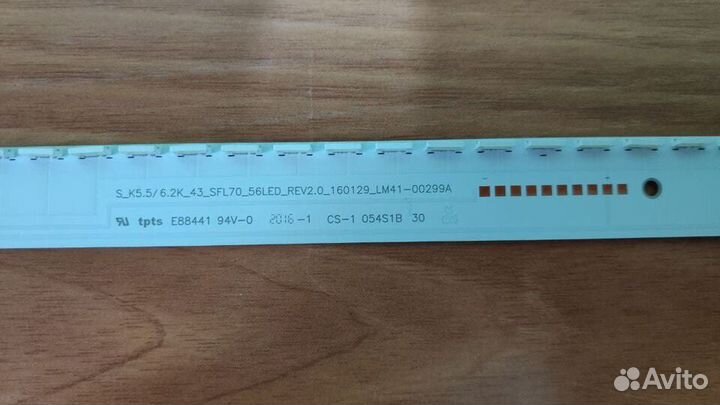 S_K5.5/6.2K_43_SFL70_56LED_REV2.0_160129_LM41-00299A
tpts E88441 94V-0 2016-1 CS-1 054S1B 30
Avito